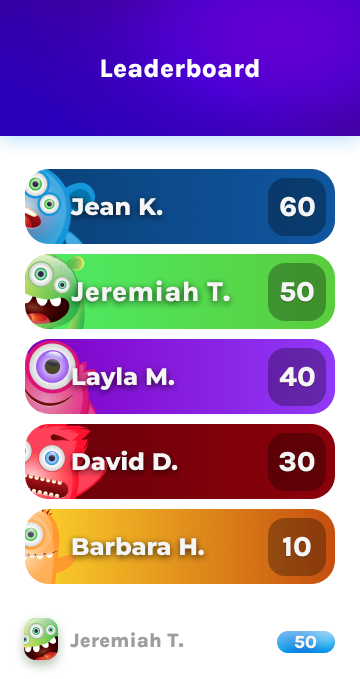 Leaderboard
Jean K. 60
Jeremiah T. 50
Layla M. 40
David D. 30
Barbara H. 10
Jeremiah T. 50